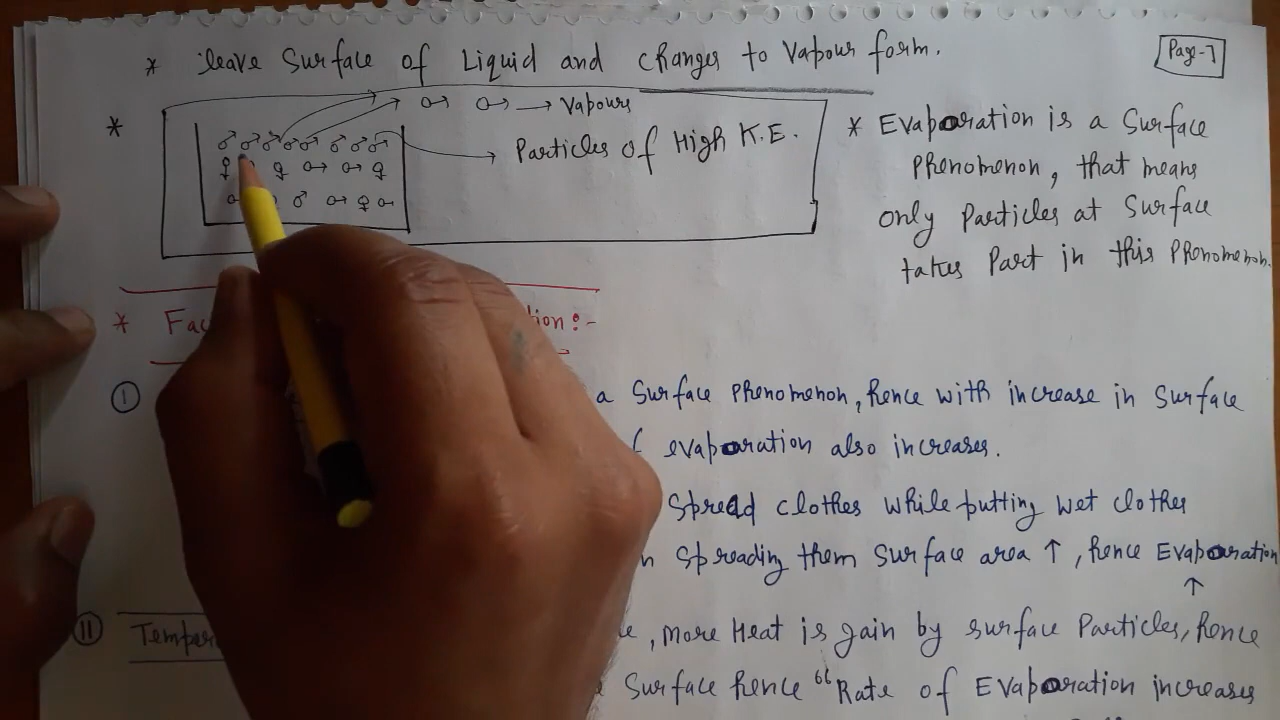 * leave Surface of Liquid and changes to Vapour form.
Page-7
* → Vapours
Particles of High K.E.
* Evaporation is a Surface
Phenomenon, that means
only Particles at Surface
takes Part in this Phenomenon.
* :-
I a Surface Phenomenon, hence with increase in Surface
evaporation also increases.
Spread clothes while putting wet clothes
spreading them surface area ↑, hence Evaporation
↑
II , more Heat is gain by surface Particles, hence
Surface hence "Rate of Evaporation increases